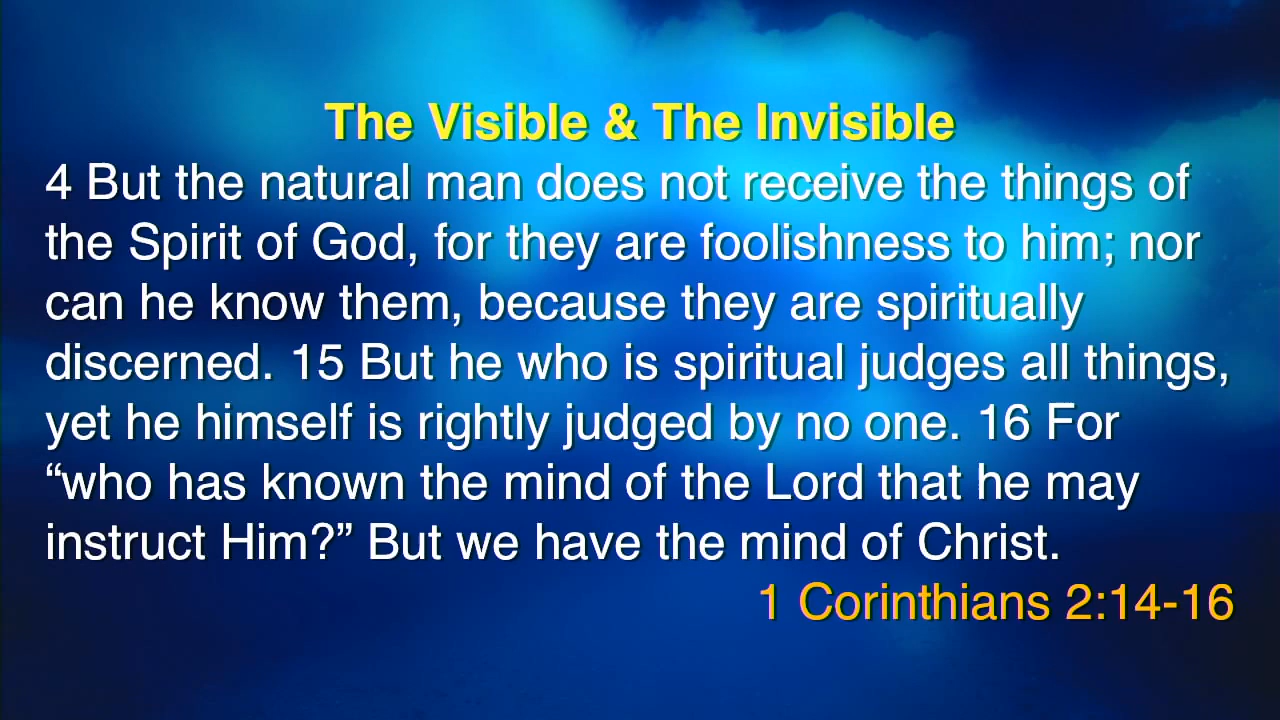 The Visible & The Invisible
4 But the natural man does not receive the things of
the Spirit of God, for they are foolishness to him; nor
can he know them, because they are spiritually
discerned. 15 But he who is spiritual judges all things,
yet he himself is rightly judged by no one. 16 For
“who has known the mind of the Lord that he may
instruct Him?” But we have the mind of Christ.
1 Corinthians 2:14-16